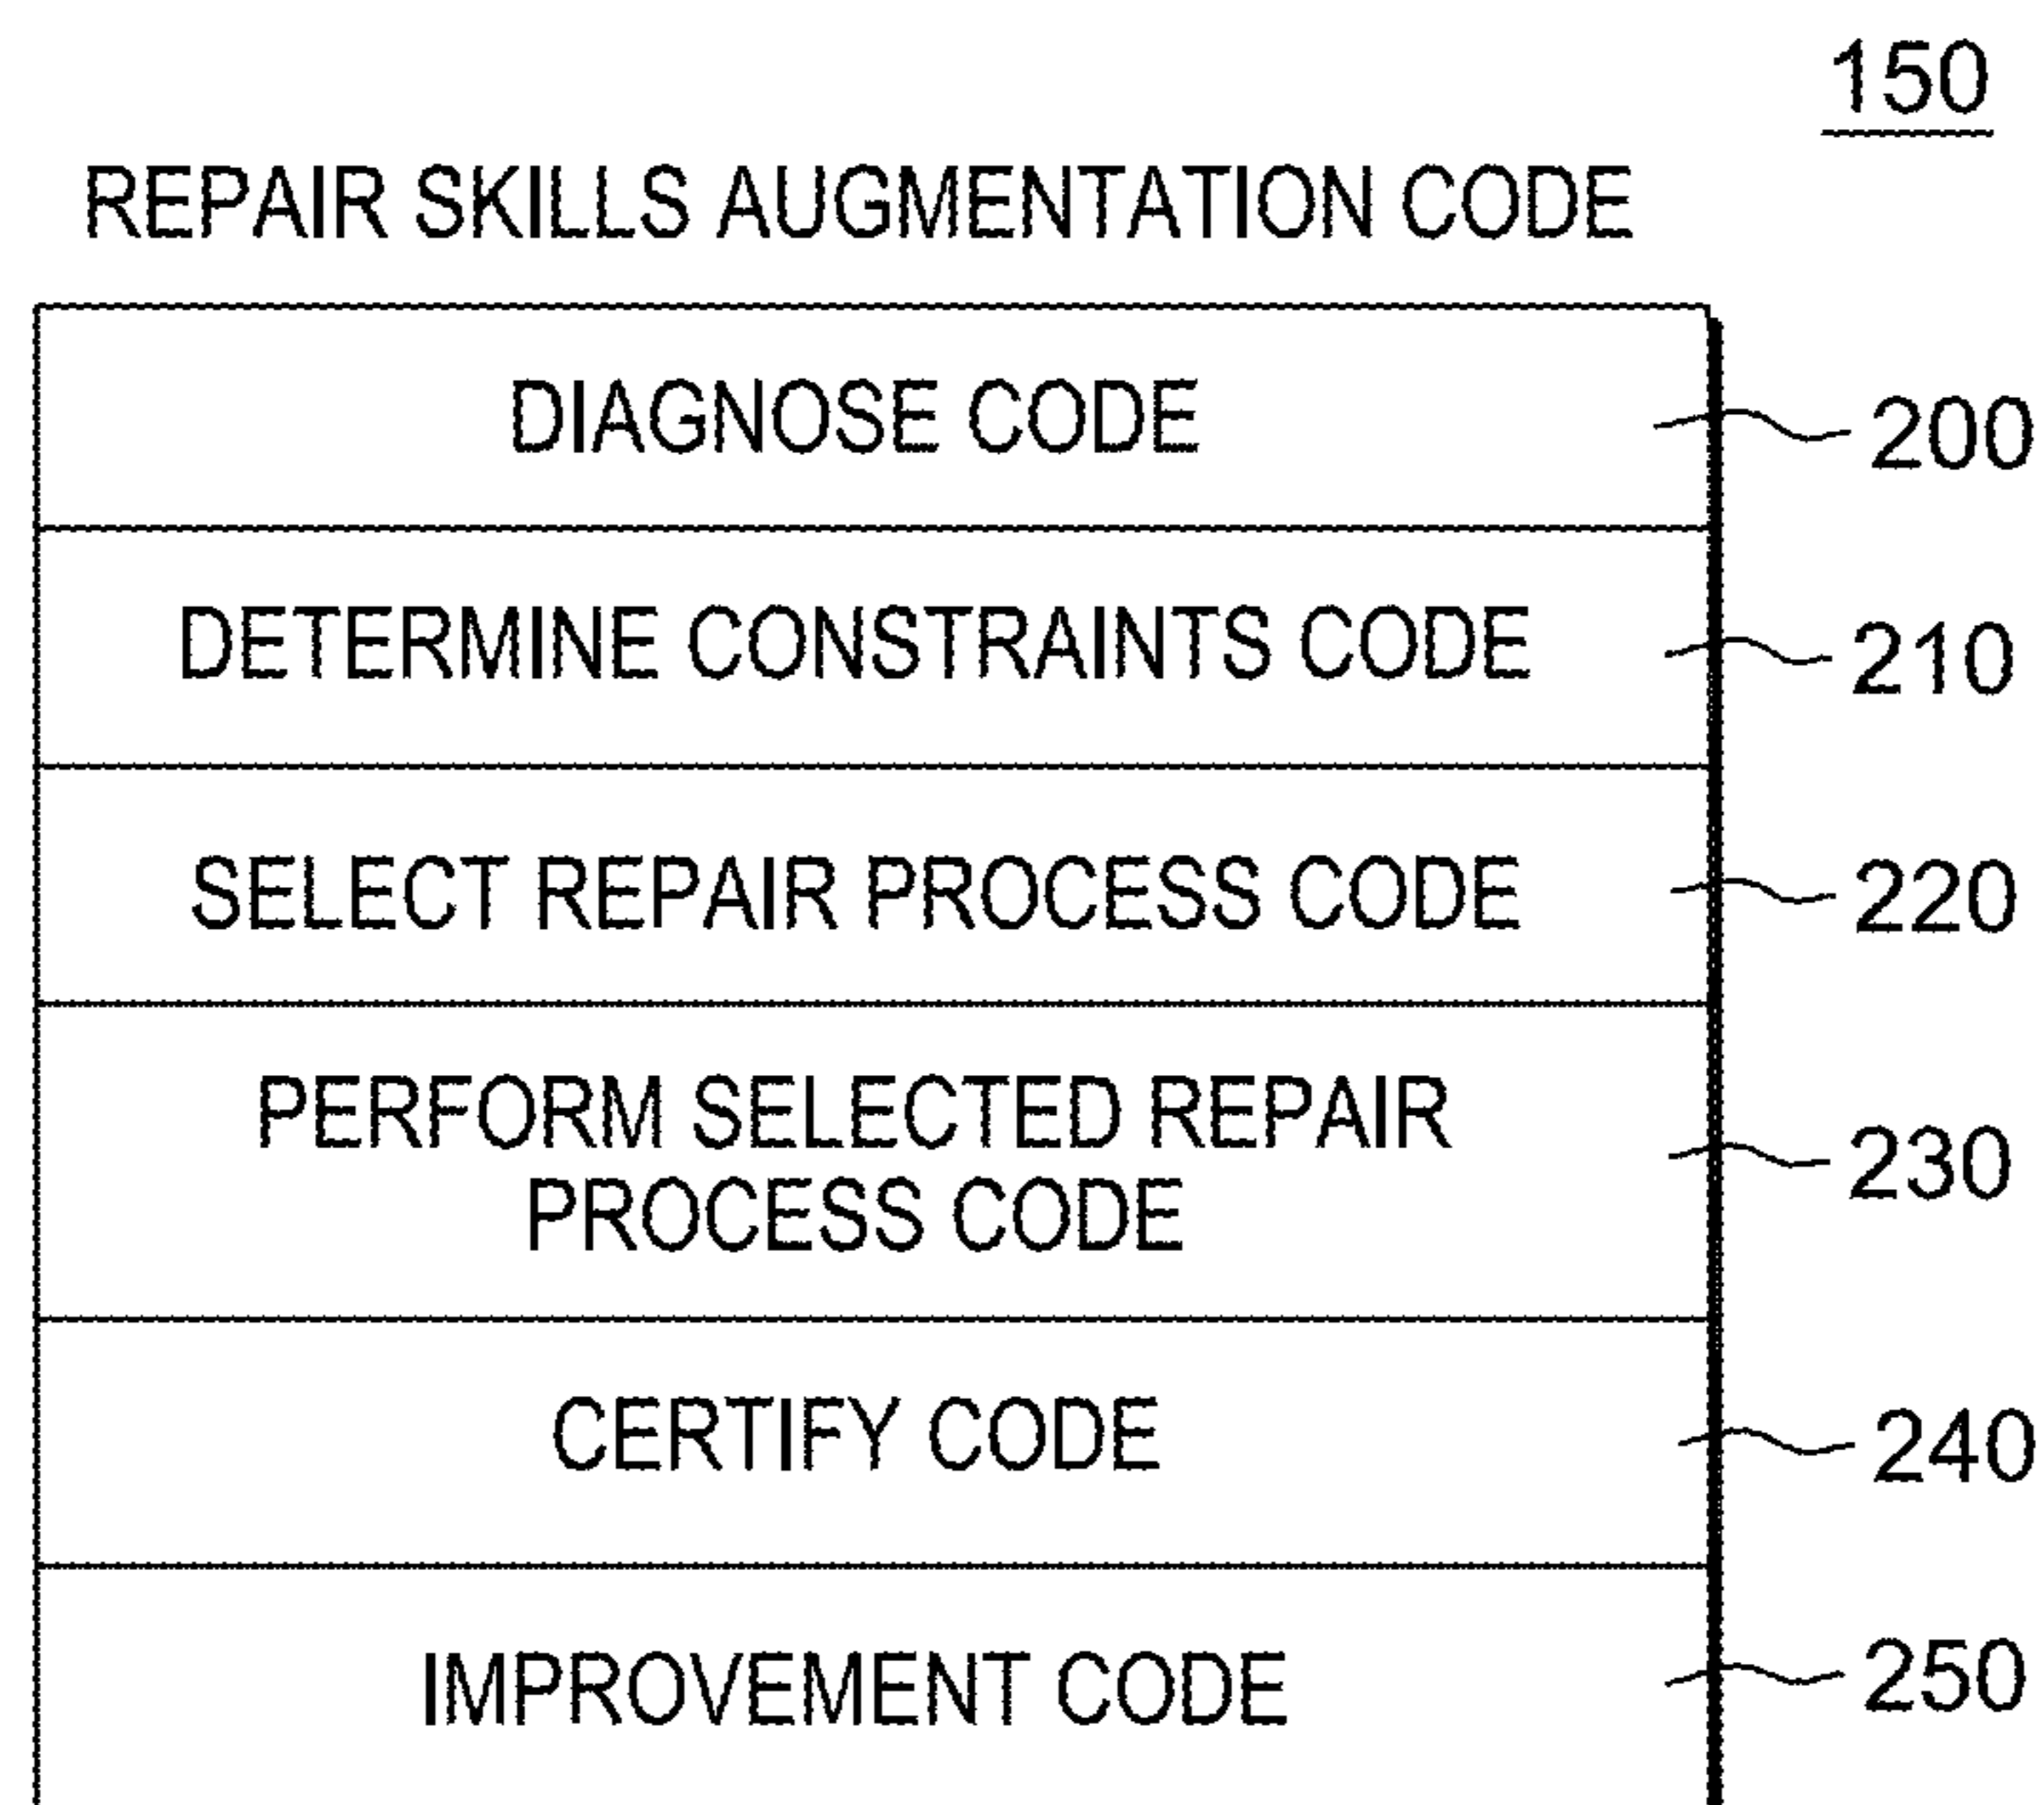 150
REPAIR SKILLS AUGMENTATION CODE
DIAGNOSE CODE
200
DETERMINE CONSTRAINTS CODE
210
SELECT REPAIR PROCESS CODE
220
PERFORM SELECTED REPAIR
PROCESS CODE
230
CERTIFY CODE
240
IMPROVEMENT CODE
250